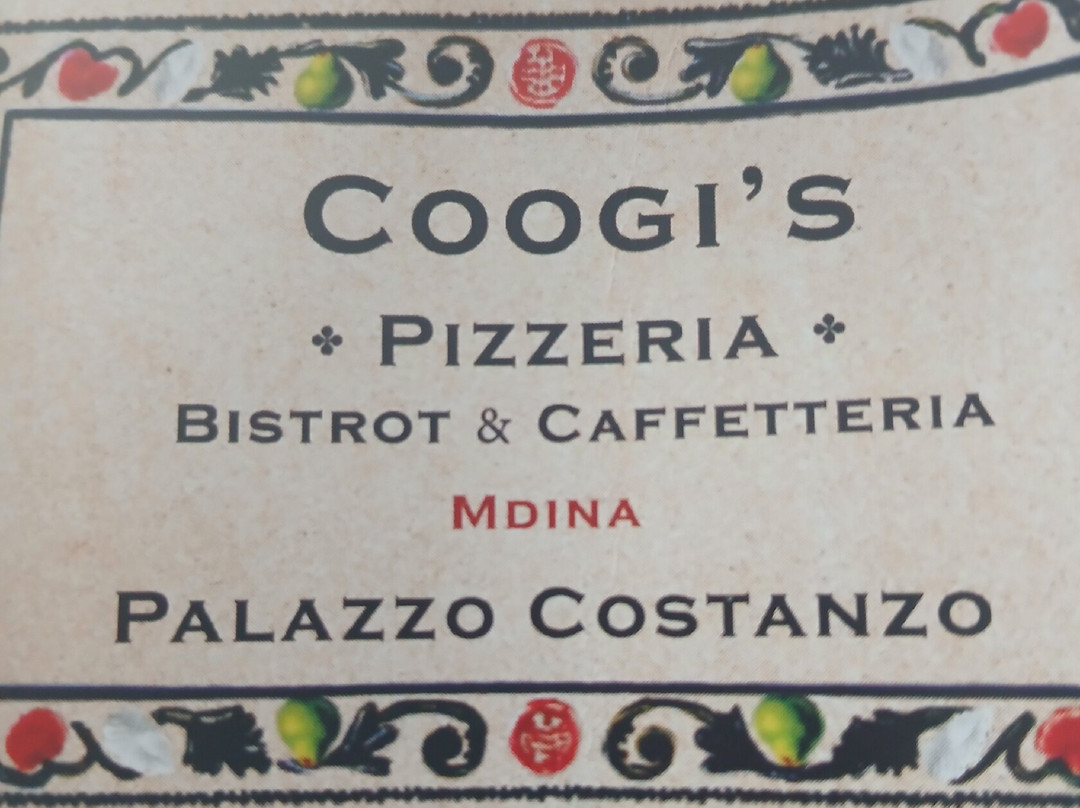 COOGI'S
PIZZERIA
BISTROT & CAFFETTERIA
MDINA
PALAZZO COSTANZO